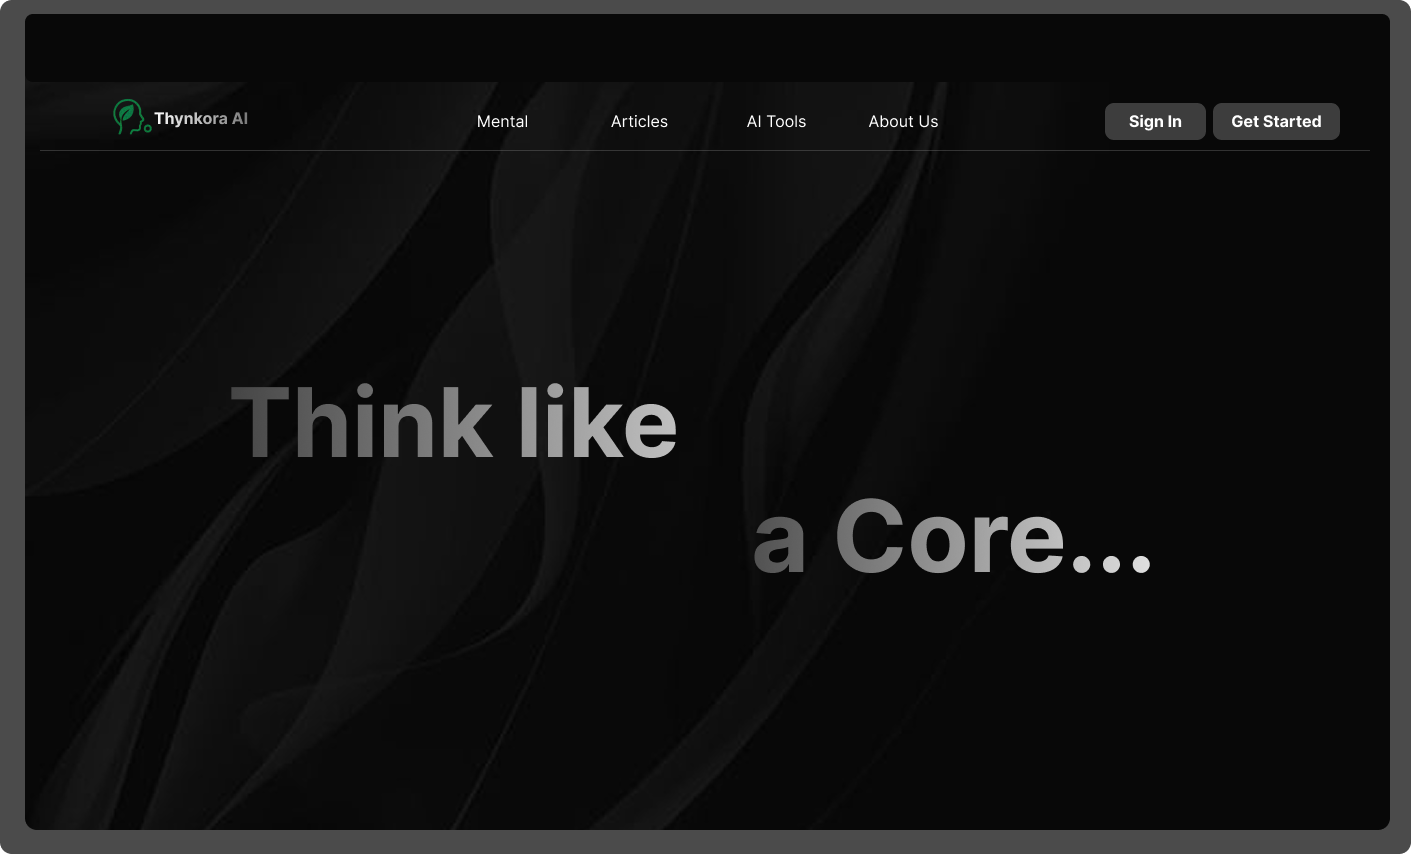 Thynkora AI
Mental Articles AI Tools About Us Sign In Get Started
Think like
a Core...